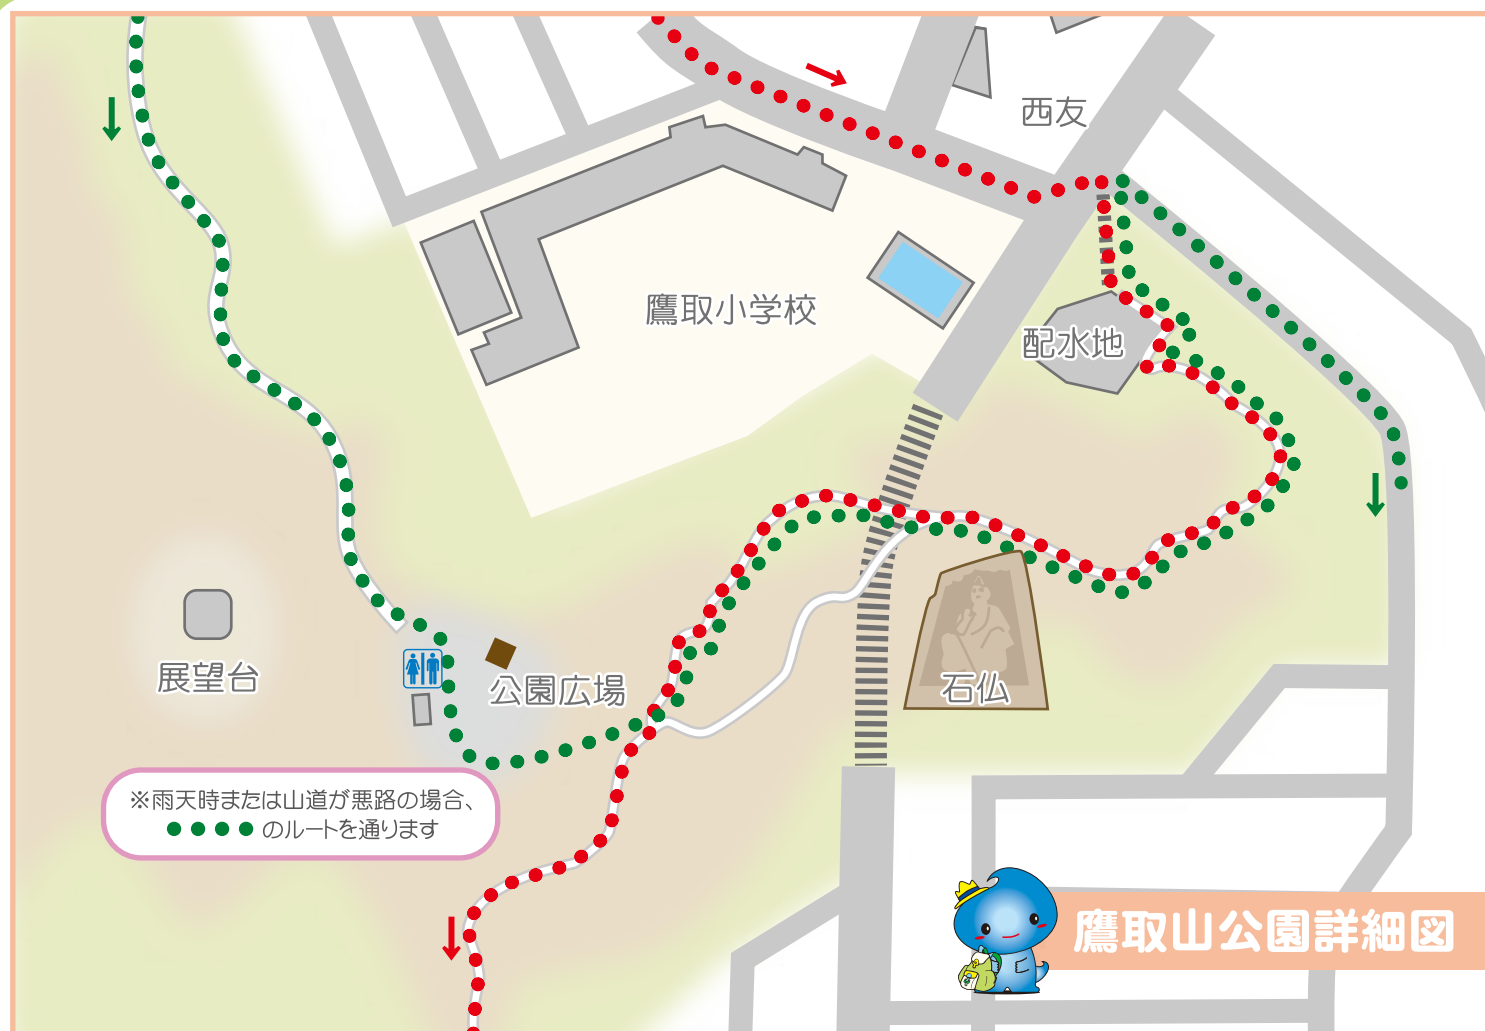 西友
鷹取小学校
配水地
展望台
公園広場
石仏
※雨天時または山道が悪路の場合、
●●●●のルートを通ります
鷹取山公園詳細図